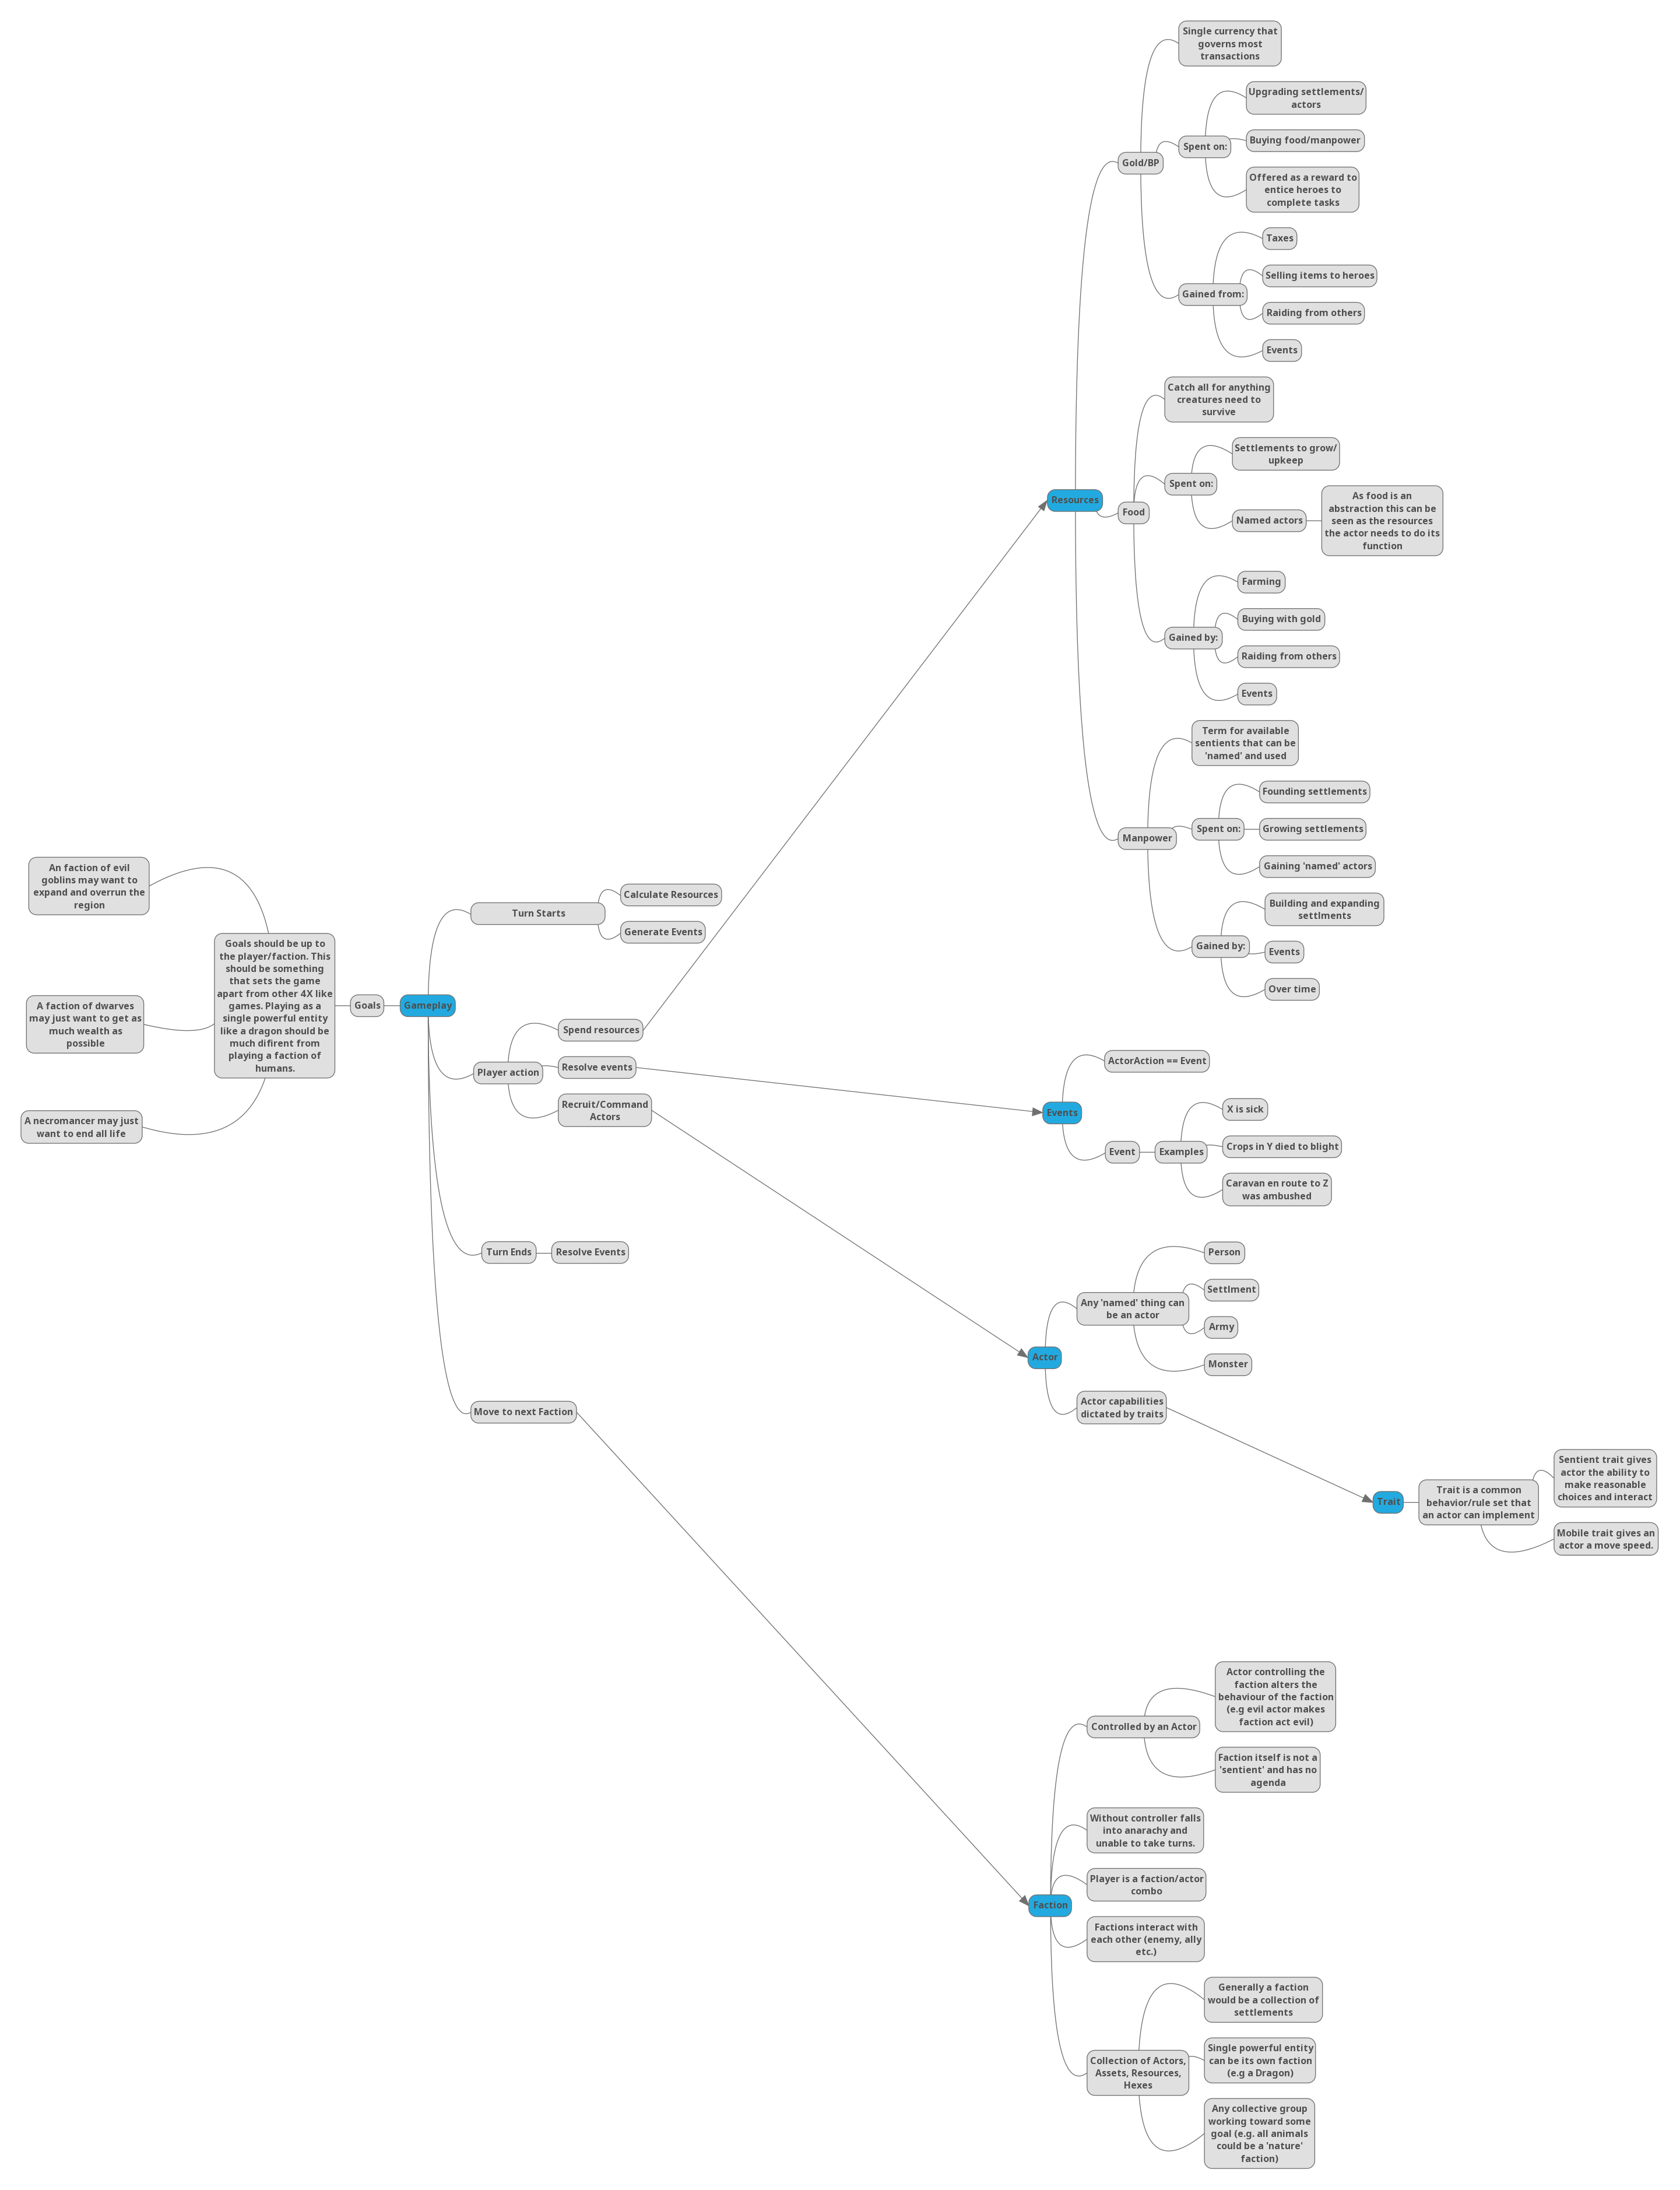 An faction of evil
goblins may want to
expand and overrun the
region
A faction of dwarves
may just want to get as
much wealth as
possible
A necromancer may just
want to end all life
Goals should be up to
the player/faction. This
should be something
that sets the game
apart from other 4X like
games. Playing as a
single powerful entity
like a dragon should be
much difirent from
playing a faction of
humans.
Goals
Gameplay
Turn Starts
Calculate Resources
Generate Events
Player action
Spend resources
Resolve events
Recruit/Command
Actors
Turn Ends
Resolve Events
Move to next Faction
Resources
Gold/BP
Single currency that
governs most
transactions
Spent on:
Upgrading settlements/
actors
Buying food/manpower
Offered as a reward to
entice heroes to
complete tasks
Gained from:
Taxes
Selling items to heroes
Raiding from others
Events
Food
Catch all for anything
creatures need to
survive
Spent on:
Settlements to grow/
upkeep
Named actors
As food is an
abstraction this can be
seen as the resources
the actor needs to do its
function
Gained by:
Farming
Buying with gold
Raiding from others
Events
Manpower
Term for available
sentients that can be
'named' and used
Spent on:
Founding settlements
Growing settlements
Gaining 'named' actors
Gained by:
Building and expanding
settlments
Events
Over time
Events
ActorAction == Event
Event
Examples
X is sick
Crops in Y died to blight
Caravan en route to Z
was ambushed
Actor
Any 'named' thing can
be an actor
Person
Settlment
Army
Monster
Actor capabilities
dictated by traits
Trait
Trait is a common
behavior/rule set that
an actor can implement
Sentient trait gives
actor the ability to
make reasonable
choices and interact
Mobile trait gives an
actor a move speed.
Faction
Controlled by an Actor
Actor controlling the
faction alters the
behaviour of the faction
(e.g evil actor makes
faction act evil)
Faction itself is not a
'sentient' and has no
agenda
Without controller falls
into anarachy and
unable to take turns.
Player is a faction/actor
combo
Factions interact with
each other (enemy, ally
etc.)
Collection of Actors,
Assets, Resources,
Hexes
Generally a faction
would be a collection of
settlements
Single powerful entity
can be its own faction
(e.g a Dragon)
Any collective group
working toward some
goal (e.g. all animals
could be a 'nature'
faction)